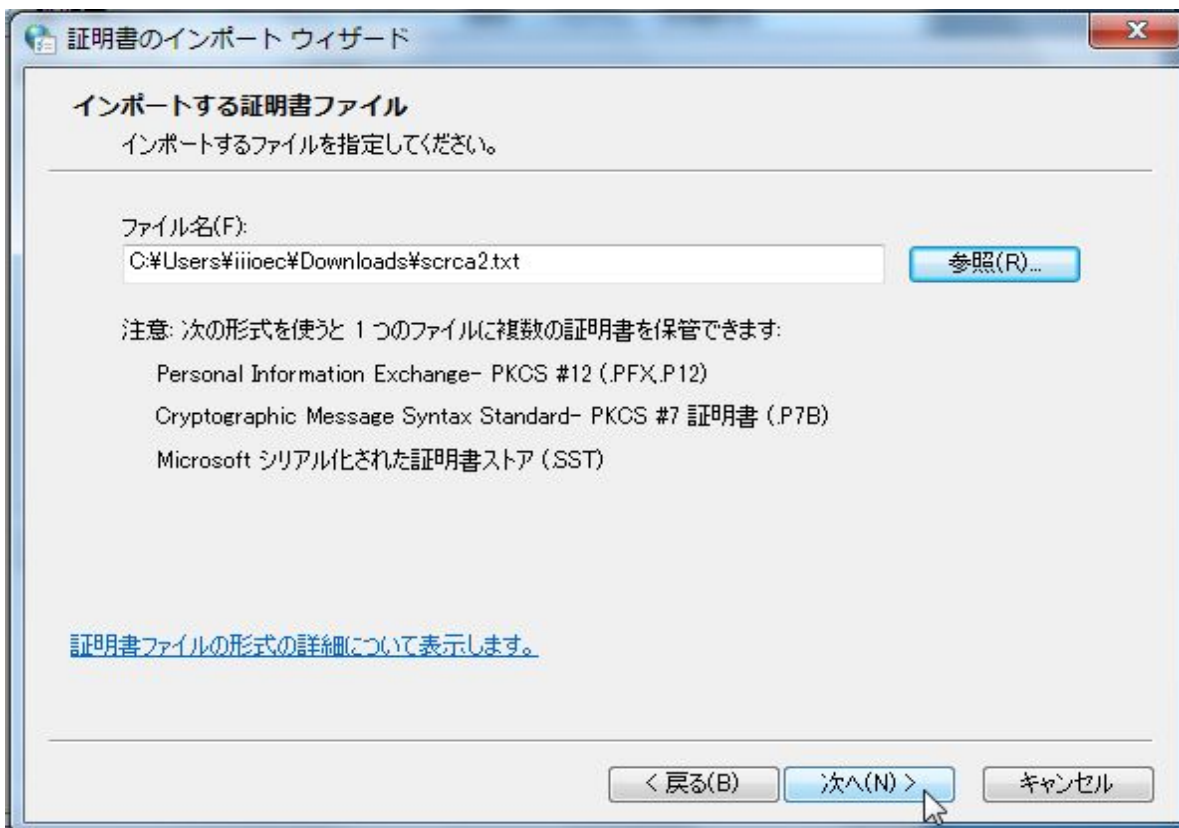 証明書のインポート ウィザード
インポートする証明書ファイル
インポートするファイルを指定してください。
ファイル名(F):
C:¥Users¥iiioec¥Downloads¥scrca2.txt
参照(R)...
注意: 次の形式を使うと 1 つのファイルに複数の証明書を保管できます:
Personal Information Exchange- PKCS #12 (.PFX,.P12)
Cryptographic Message Syntax Standard- PKCS #7 証明書 (.P7B)
Microsoft シリアル化された証明書ストア (.SST)
証明書ファイルの形式の詳細について表示します。
< 戻る(B)
次へ(N) >
キャンセル